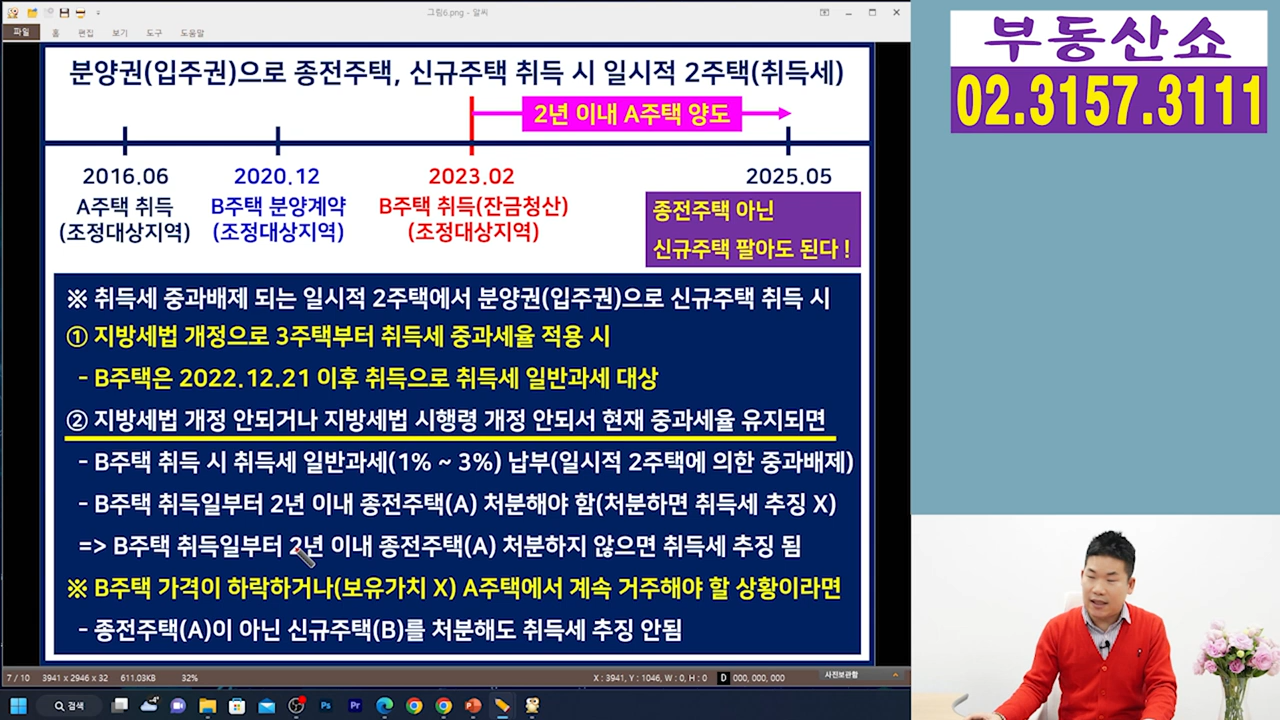 그림6.png - 알씨
파일 홈 편집 보기 도구 도움말
분양권(입주권)으로 종전주택, 신규주택 취득 시 일시적 2주택(취득세)
2년 이내 A주택 양도
2016.06
A주택 취득
(조정대상지역)
2020.12
B주택 분양계약
(조정대상지역)
2023.02
B주택 취득(잔금청산)
(조정대상지역)
2025.05
종전주택 아닌
신규주택 팔아도 된다 !
※ 취득세 중과배제 되는 일시적 2주택에서 분양권(입주권)으로 신규주택 취득 시
① 지방세법 개정으로 3주택부터 취득세 중과세율 적용 시
- B주택은 2022.12.21 이후 취득으로 취득세 일반과세 대상
② 지방세법 개정 안되거나 지방세법 시행령 개정 안되서 현재 중과세율 유지되면
- B주택 취득 시 취득세 일반과세(1% ~ 3%) 납부(일시적 2주택에 의한 중과배제)
- B주택 취득일부터 2년 이내 종전주택(A) 처분해야 함(처분하면 취득세 추징 X)
=> B주택 취득일부터 2년 이내 종전주택(A) 처분하지 않으면 취득세 추징 됨
※ B주택 가격이 하락하거나(보유가치 X) A주택에서 계속 거주해야 할 상황이라면
- 종전주택(A)이 아닌 신규주택(B)를 처분해도 취득세 추징 안됨
7 / 10 3941 x 2946 x 32 611.03KB 32% X : 3941, Y : 1046, W : 0, H : 0 D 000, 000, 000 사진보관함
검색 Ps Pr
부동산쇼
02.3157.3111